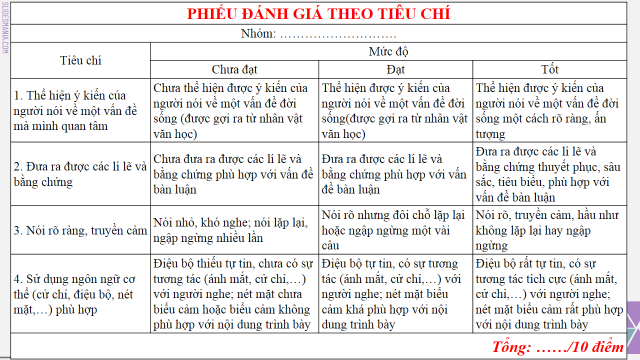 PHIẾU ĐÁNH GIÁ THEO TIÊU CHÍ
Nhóm: ……………………….
Tiêu chí
Mức độ
Chưa đạt
Đạt
Tốt
1. Thể hiện ý kiến của
người nói về một vấn đề
mà mình quan tâm
Chưa thể hiện được ý kiến của
người nói về một vấn đề đời
sống (được gợi ra từ nhân vật
văn học)
Thể hiện được ý kiến của
người nói về một vấn đề đời
sống(được gợi ra từ nhân vật
văn học)
Thể hiện được ý kiến của
người nói về một vấn đề đời
sống một cách rõ ràng, ấn
tượng
2. Đưa ra được các lí lẽ và
bằng chứng
Chưa đưa ra được các lí lẽ và
bằng chứng phù hợp với vấn đề
bàn luận
Đưa ra được các lí lẽ và
bằng chứng phù hợp với vấn
đề bàn luận
Đưa ra được các lí lẽ và
bằng chứng thuyết phục, sâu
sắc, tiêu biểu, phù hợp với
vấn đề bàn luận
3. Nói rõ ràng, truyền cảm
Nói nhỏ, khó nghe; nói lặp lại,
ngập ngừng nhiều lần
Nói rõ nhưng đôi chỗ lặp lại
hoặc ngập ngừng một vài
câu
Nói rõ, truyền cảm, hầu như
không lặp lại hay ngập
ngừng
4. Sử dụng ngôn ngữ cơ
thể (cử chỉ, điệu bộ, nét
mặt,…) phù hợp
Điệu bộ thiếu tự tin, chưa có sự
tương tác (ánh mắt, cử chỉ,…)
với người nghe; nét mặt chưa
biểu cảm hoặc biểu cảm không
phù hợp với nội dung trình bày
Điệu bộ tự tin, có sự tương
tác (ánh mắt, cử chỉ,…) với
người nghe; nét mặt biểu
cảm khá phù hợp với nội
dung trình bày
Điệu bộ rất tự tin, có sự
tương tác tích cực (ánh mắt,
cử chỉ,…) với người nghe;
nét mặt biểu cảm rất phù hợp
với nội dung trình bày
Tổng: ……/10 điểm
SLIDESMANIA.COM